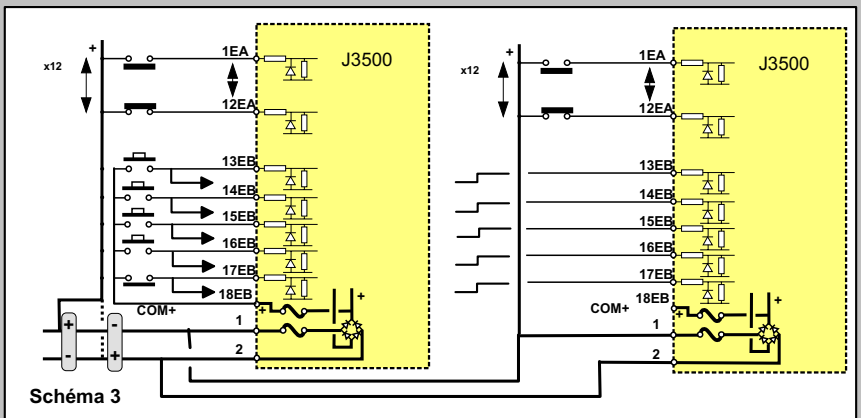 +
x12
1EA
J3500
12EA
13EB
14EB
15EB
16EB
17EB
18EB
COM+
+
+
1
2
+
-
-
+
Schéma 3
+
x12
1EA
J3500
12EA
13EB
14EB
15EB
16EB
17EB
18EB
COM+
+
+
1
2